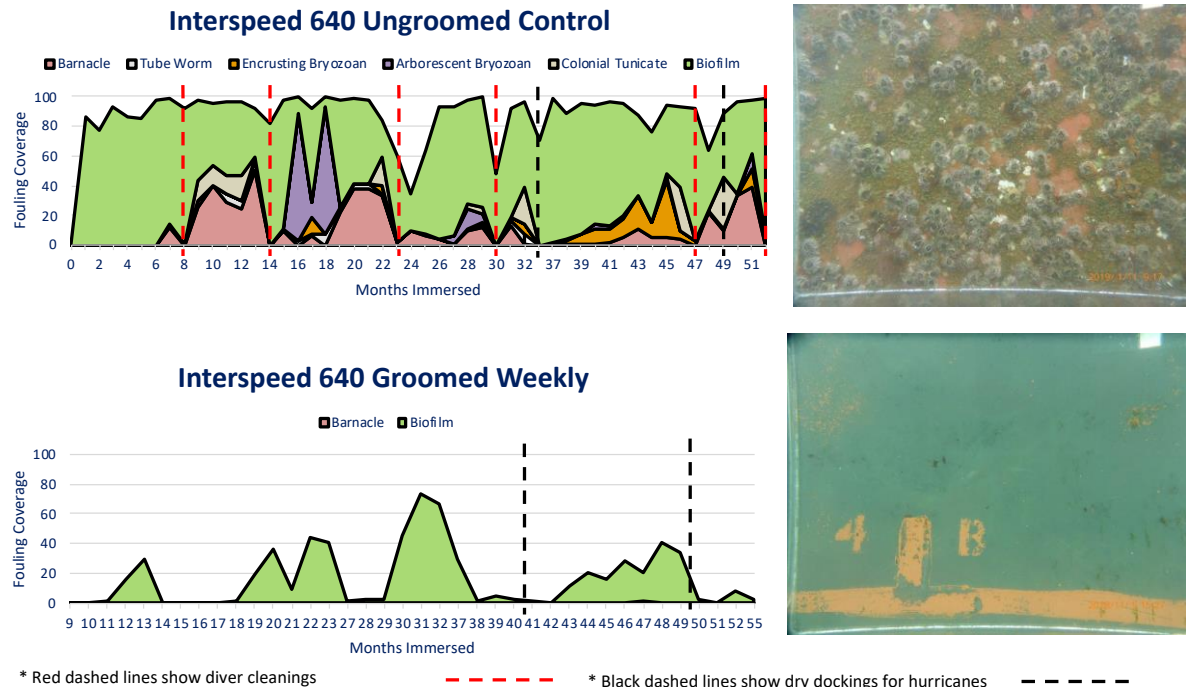 Interspeed 640 Ungroomed Control
Barnacle Tube Worm Encrusting Bryozoan Arborescent Bryozoan Colonial Tunicate Biofilm
Fouling Coverage
100
80
60
40
20
0
0 2 4 6 8 10 12 14 16 18 20 22 24 26 28 30 32 37 39 41 43 45 47 49 51
Months Immersed
Interspeed 640 Groomed Weekly
Barnacle Biofilm
Fouling Coverage
100
80
60
40
20
0
9 10 11 12 13 14 16 17 18 19 20 21 22 23 26 27 28 29 30 31 32 37 38 39 40 41 42 43 44 45 46 47 48 49 50 51 52 55
Months Immersed
4 B
* Red dashed lines show diver cleanings
* Black dashed lines show dry dockings for hurricanes